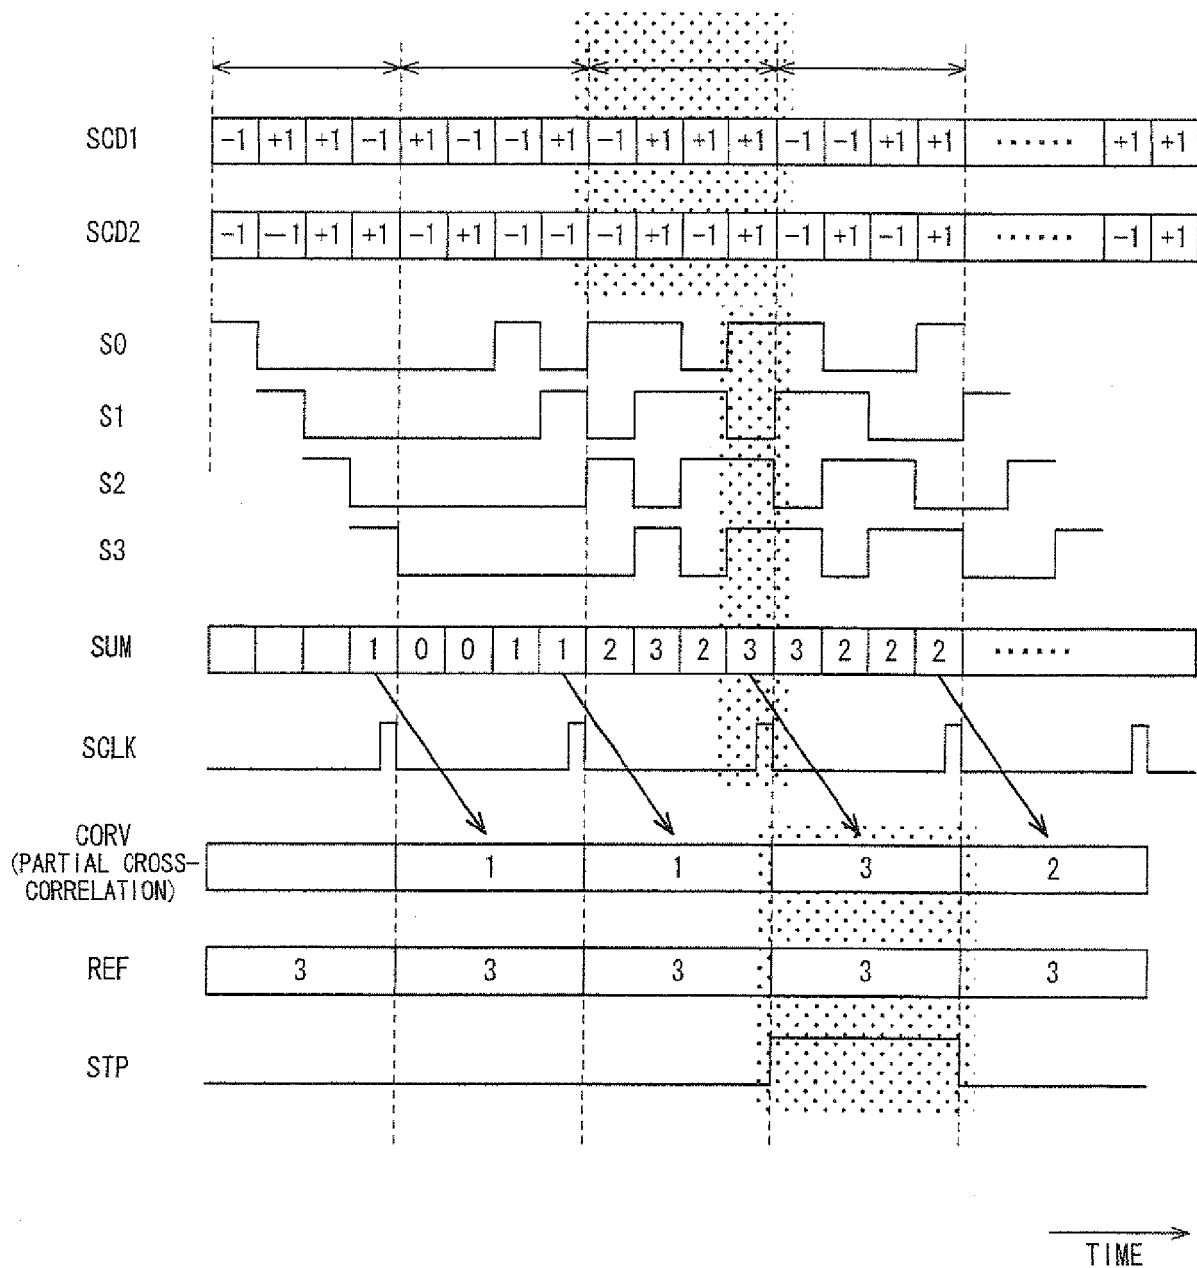 SCD1 -1 +1 +1 -1 +1 -1 -1 +1 -1 +1 +1 +1 -1 -1 +1 +1 ...... +1 +1
SCD2 -1 -1 +1 +1 -1 +1 -1 -1 -1 +1 -1 +1 -1 +1 -1 +1 ...... -1 +1
S0
S1
S2
S3
SUM 1 0 0 1 1 2 3 2 3 3 2 2 2 ......
SCLK
CORV
(PARTIAL CROSS-
CORRELATION) 1 1 3 2
REF 3 3 3 3 3
STP
TIME